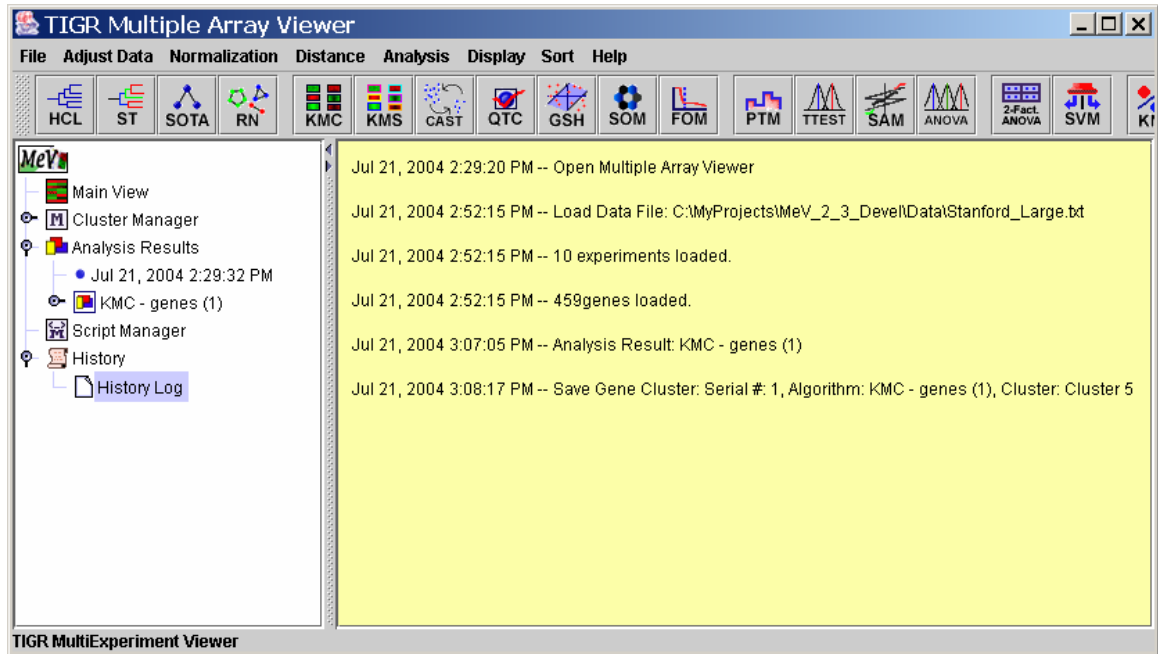 TIGR Multiple Array Viewer
File Adjust Data Normalization Distance Analysis Display Sort Help
HCL ST SOTA RN KMC KMS CAST QTC GSH SOM FOM PTM TTEST SAM ANOVA 2-Fact. ANOVA SVM KN
MeV
Main View
M Cluster Manager
Analysis Results
Jul 21, 2004 2:29:32 PM
KMC - genes (1)
Script Manager
History
History Log
Jul 21, 2004 2:29:20 PM -- Open Multiple Array Viewer
Jul 21, 2004 2:52:15 PM -- Load Data File: C:\MyProjects\MeV_2_3_Devel\Data\Stanford_Large.txt
Jul 21, 2004 2:52:15 PM -- 10 experiments loaded.
Jul 21, 2004 2:52:15 PM -- 459genes loaded.
Jul 21, 2004 3:07:05 PM -- Analysis Result: KMC - genes (1)
Jul 21, 2004 3:08:17 PM -- Save Gene Cluster: Serial #: 1, Algorithm: KMC - genes (1), Cluster: Cluster 5
TIGR MultiExperiment Viewer